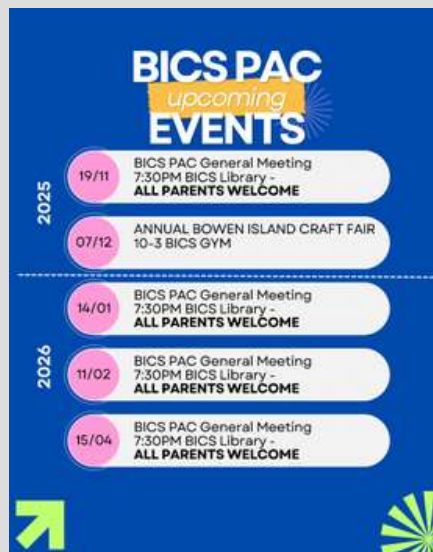 BICS PAC
upcoming
EVENTS
2025
19/11
BICS PAC General Meeting
7:30PM BICS Library -
ALL PARENTS WELCOME
07/12
ANNUAL BOWEN ISLAND CRAFT FAIR
10-3 BICS GYM
2026
14/01
BICS PAC General Meeting
7:30PM BICS Library -
ALL PARENTS WELCOME
11/02
BICS PAC General Meeting
7:30PM BICS Library -
ALL PARENTS WELCOME
15/04
BICS PAC General Meeting
7:30PM BICS Library -
ALL PARENTS WELCOME